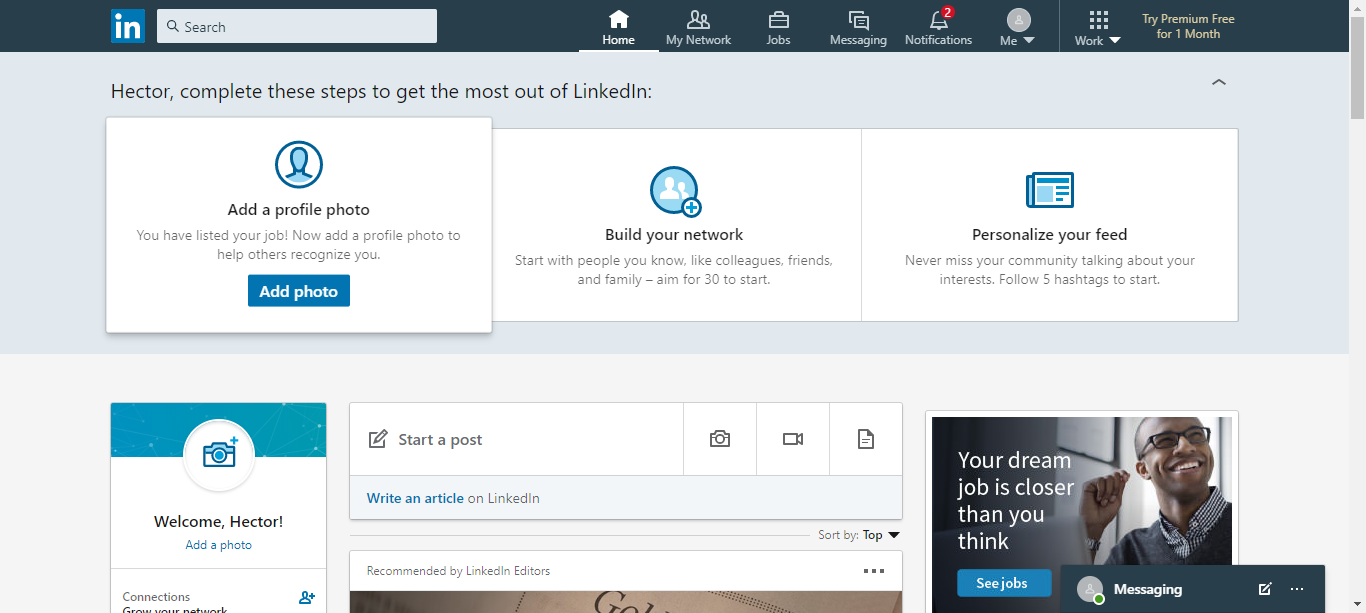 in
Search
Home
My Network
Jobs
Messaging
2
Notifications
Me
Work
Try Premium Free
for 1 Month
Hector, complete these steps to get the most out of LinkedIn:
Add a profile photo
You have listed your job! Now add a profile photo to
help others recognize you.
Add photo
Build your network
Start with people you know, like colleagues, friends,
and family – aim for 30 to start.
Personalize your feed
Never miss your community talking about your
interests. Follow 5 hashtags to start.
Welcome, Hector!
Add a photo
Connections
Grow your network
Start a post
Write an article on LinkedIn
Sort by: Top
Recommended by LinkedIn Editors
Your dream
job is closer
than you
think
See jobs
Messaging